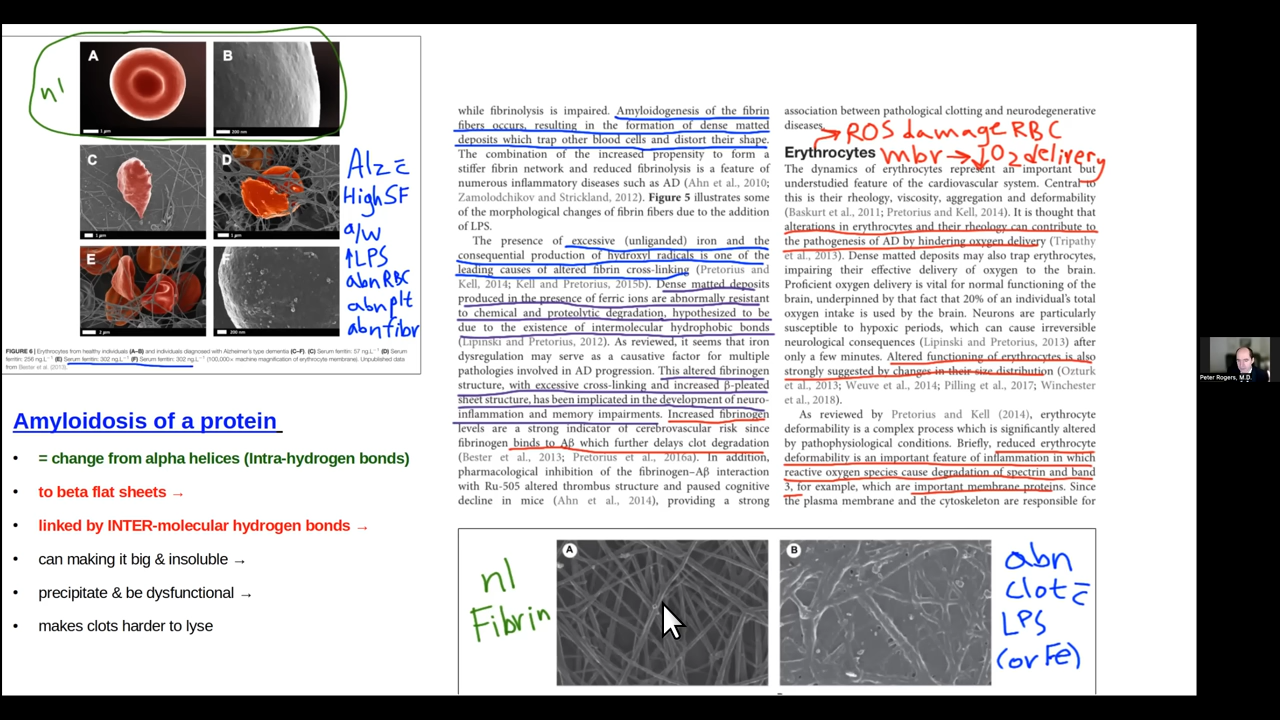 nl
A
B
1 µm
200 nm
C
D
1 µm
1 µm
E
F
2 µm
200 nm
Alz c̄
High SF
a/w
↑LPS
abn RBC
abn plt
abn fibr
FIGURE 6 | Erythrocytes from healthy individuals (A–B) and individuals diagnosed with Alzheimer's type dementia (C–F). (C) Serum ferritin: 57 ng.L⁻¹ (D) Serum
ferritin: 256 ng.L⁻¹ (E) Serum ferritin: 302 ng.L⁻¹ (F) Serum ferritin: 302 ng.L⁻¹ (100,000× machine magnification of erythrocyte membrane). Unpublished data
from Bester et al. (2013).
Amyloidosis of a protein
• = change from alpha helices (Intra-hydrogen bonds)
• to beta flat sheets →
• linked by INTER-molecular hydrogen bonds →
• can making it big & insoluble →
• precipitate & be dysfunctional →
• makes clots harder to lyse
while fibrinolysis is impaired. Amyloidogenesis of the fibrin
fibers occurs, resulting in the formation of dense matted
deposits which trap other blood cells and distort their shape.
The combination of the increased propensity to form a
stiffer fibrin network and reduced fibrinolysis is a feature of
numerous inflammatory diseases such as AD (Ahn et al., 2010;
Zamolodchikov and Strickland, 2012). Figure 5 illustrates some
of the morphological changes of fibrin fibers due to the addition
of LPS.
The presence of excessive (unliganded) iron and the
consequential production of hydroxyl radicals is one of the
leading causes of altered fibrin cross-linking (Pretorius and
Kell, 2014; Kell and Pretorius, 2015b). Dense matted deposits
produced in the presence of ferric ions are abnormally resistant
to chemical and proteolytic degradation, hypothesized to be
due to the existence of intermolecular hydrophobic bonds
(Lipinski and Pretorius, 2012). As reviewed, it seems that iron
dysregulation may serve as a causative factor for multiple
pathologies involved in AD progression. This altered fibrinogen
structure, with excessive cross-linking and increased β-pleated
sheet structure, has been implicated in the development of neuro-
inflammation and memory impairments. Increased fibrinogen
levels are a strong indicator of cerebrovascular risk since
fibrinogen binds to Aβ which further delays clot degradation
(Bester et al., 2013; Pretorius et al., 2016a). In addition,
pharmacological inhibition of the fibrinogen–Aβ interaction
with Ru-505 altered thrombus structure and paused cognitive
decline in mice (Ahn et al., 2014), providing a strong
association between pathological clotting and neurodegenerative
diseases.
→ ROS damage RBC
Erythrocytes mbr → ↓O2 delivery
The dynamics of erythrocytes represent an important but
understudied feature of the cardiovascular system. Central to
this is their rheology, viscosity, aggregation and deformability
(Baskurt et al., 2011; Pretorius and Kell, 2014). It is thought that
alterations in erythrocytes and their rheology can contribute to
the pathogenesis of AD by hindering oxygen delivery (Tripathy
et al., 2013). Dense matted deposits may also trap erythrocytes,
impairing their effective delivery of oxygen to the brain.
Proficient oxygen delivery is vital for normal functioning of the
brain, underpinned by that fact that 20% of an individual's total
oxygen intake is used by the brain. Neurons are particularly
susceptible to hypoxic periods, which can cause irreversible
neurological consequences (Lipinski and Pretorius, 2013) after
only a few minutes. Altered functioning of erythrocytes is also
strongly suggested by changes in their size distribution (Ozturk
et al., 2013; Weuve et al., 2014; Pilling et al., 2017; Winchester
et al., 2018).
As reviewed by Pretorius and Kell (2014), erythrocyte
deformability is a complex process which is significantly altered
by pathophysiological conditions. Briefly, reduced erythrocyte
deformability is an important feature of inflammation in which
reactive oxygen species cause degradation of spectrin and band
3, for example, which are important membrane proteins. Since
the plasma membrane and the cytoskeleton are responsible for
nl
Fibrin
A
B
abn
clot c̄
LPS
(or Fe)
Peter Rogers, M.D.